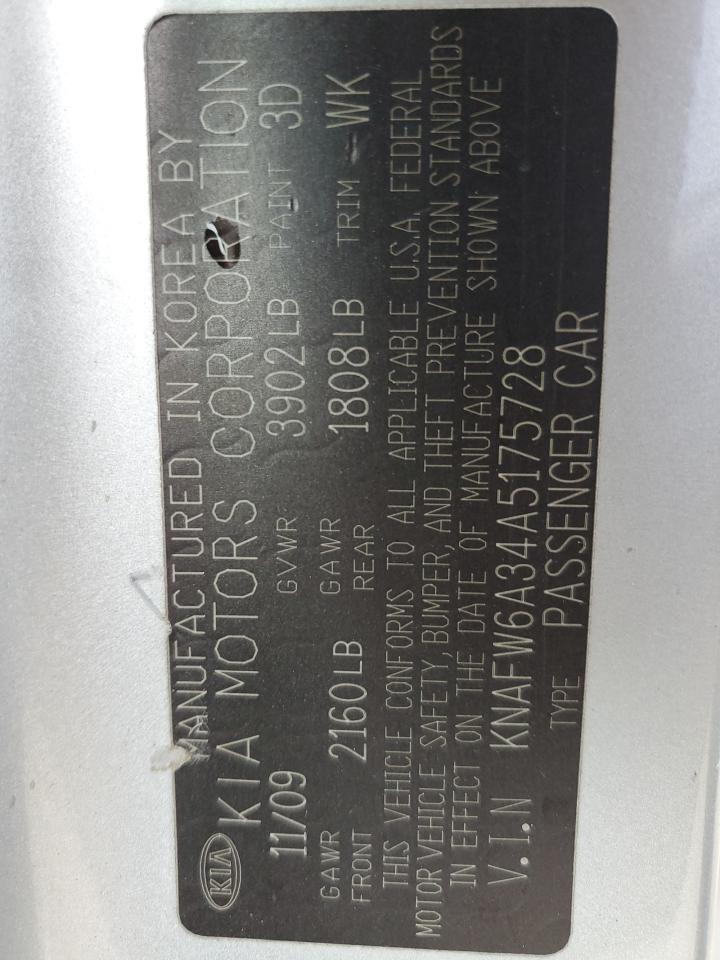 MANUFACTURED IN KOREA BY
KIA KIA MOTORS CORPORATION
11/09 GVWR 3902LB PAINT 3D
GAWR FRONT 2160LB GAWR REAR 1808LB TRIM WK
THIS VEHICLE CONFORMS TO ALL APPLICABLE U.S.A. FEDERAL
MOTOR VEHICLE SAFETY, BUMPER, AND THEFT PREVENTION STANDARDS
IN EFFECT ON THE DATE OF MANUFACTURE SHOWN ABOVE
V.I.N KNAFW6A34A5175728
TYPE PASSENGER CAR